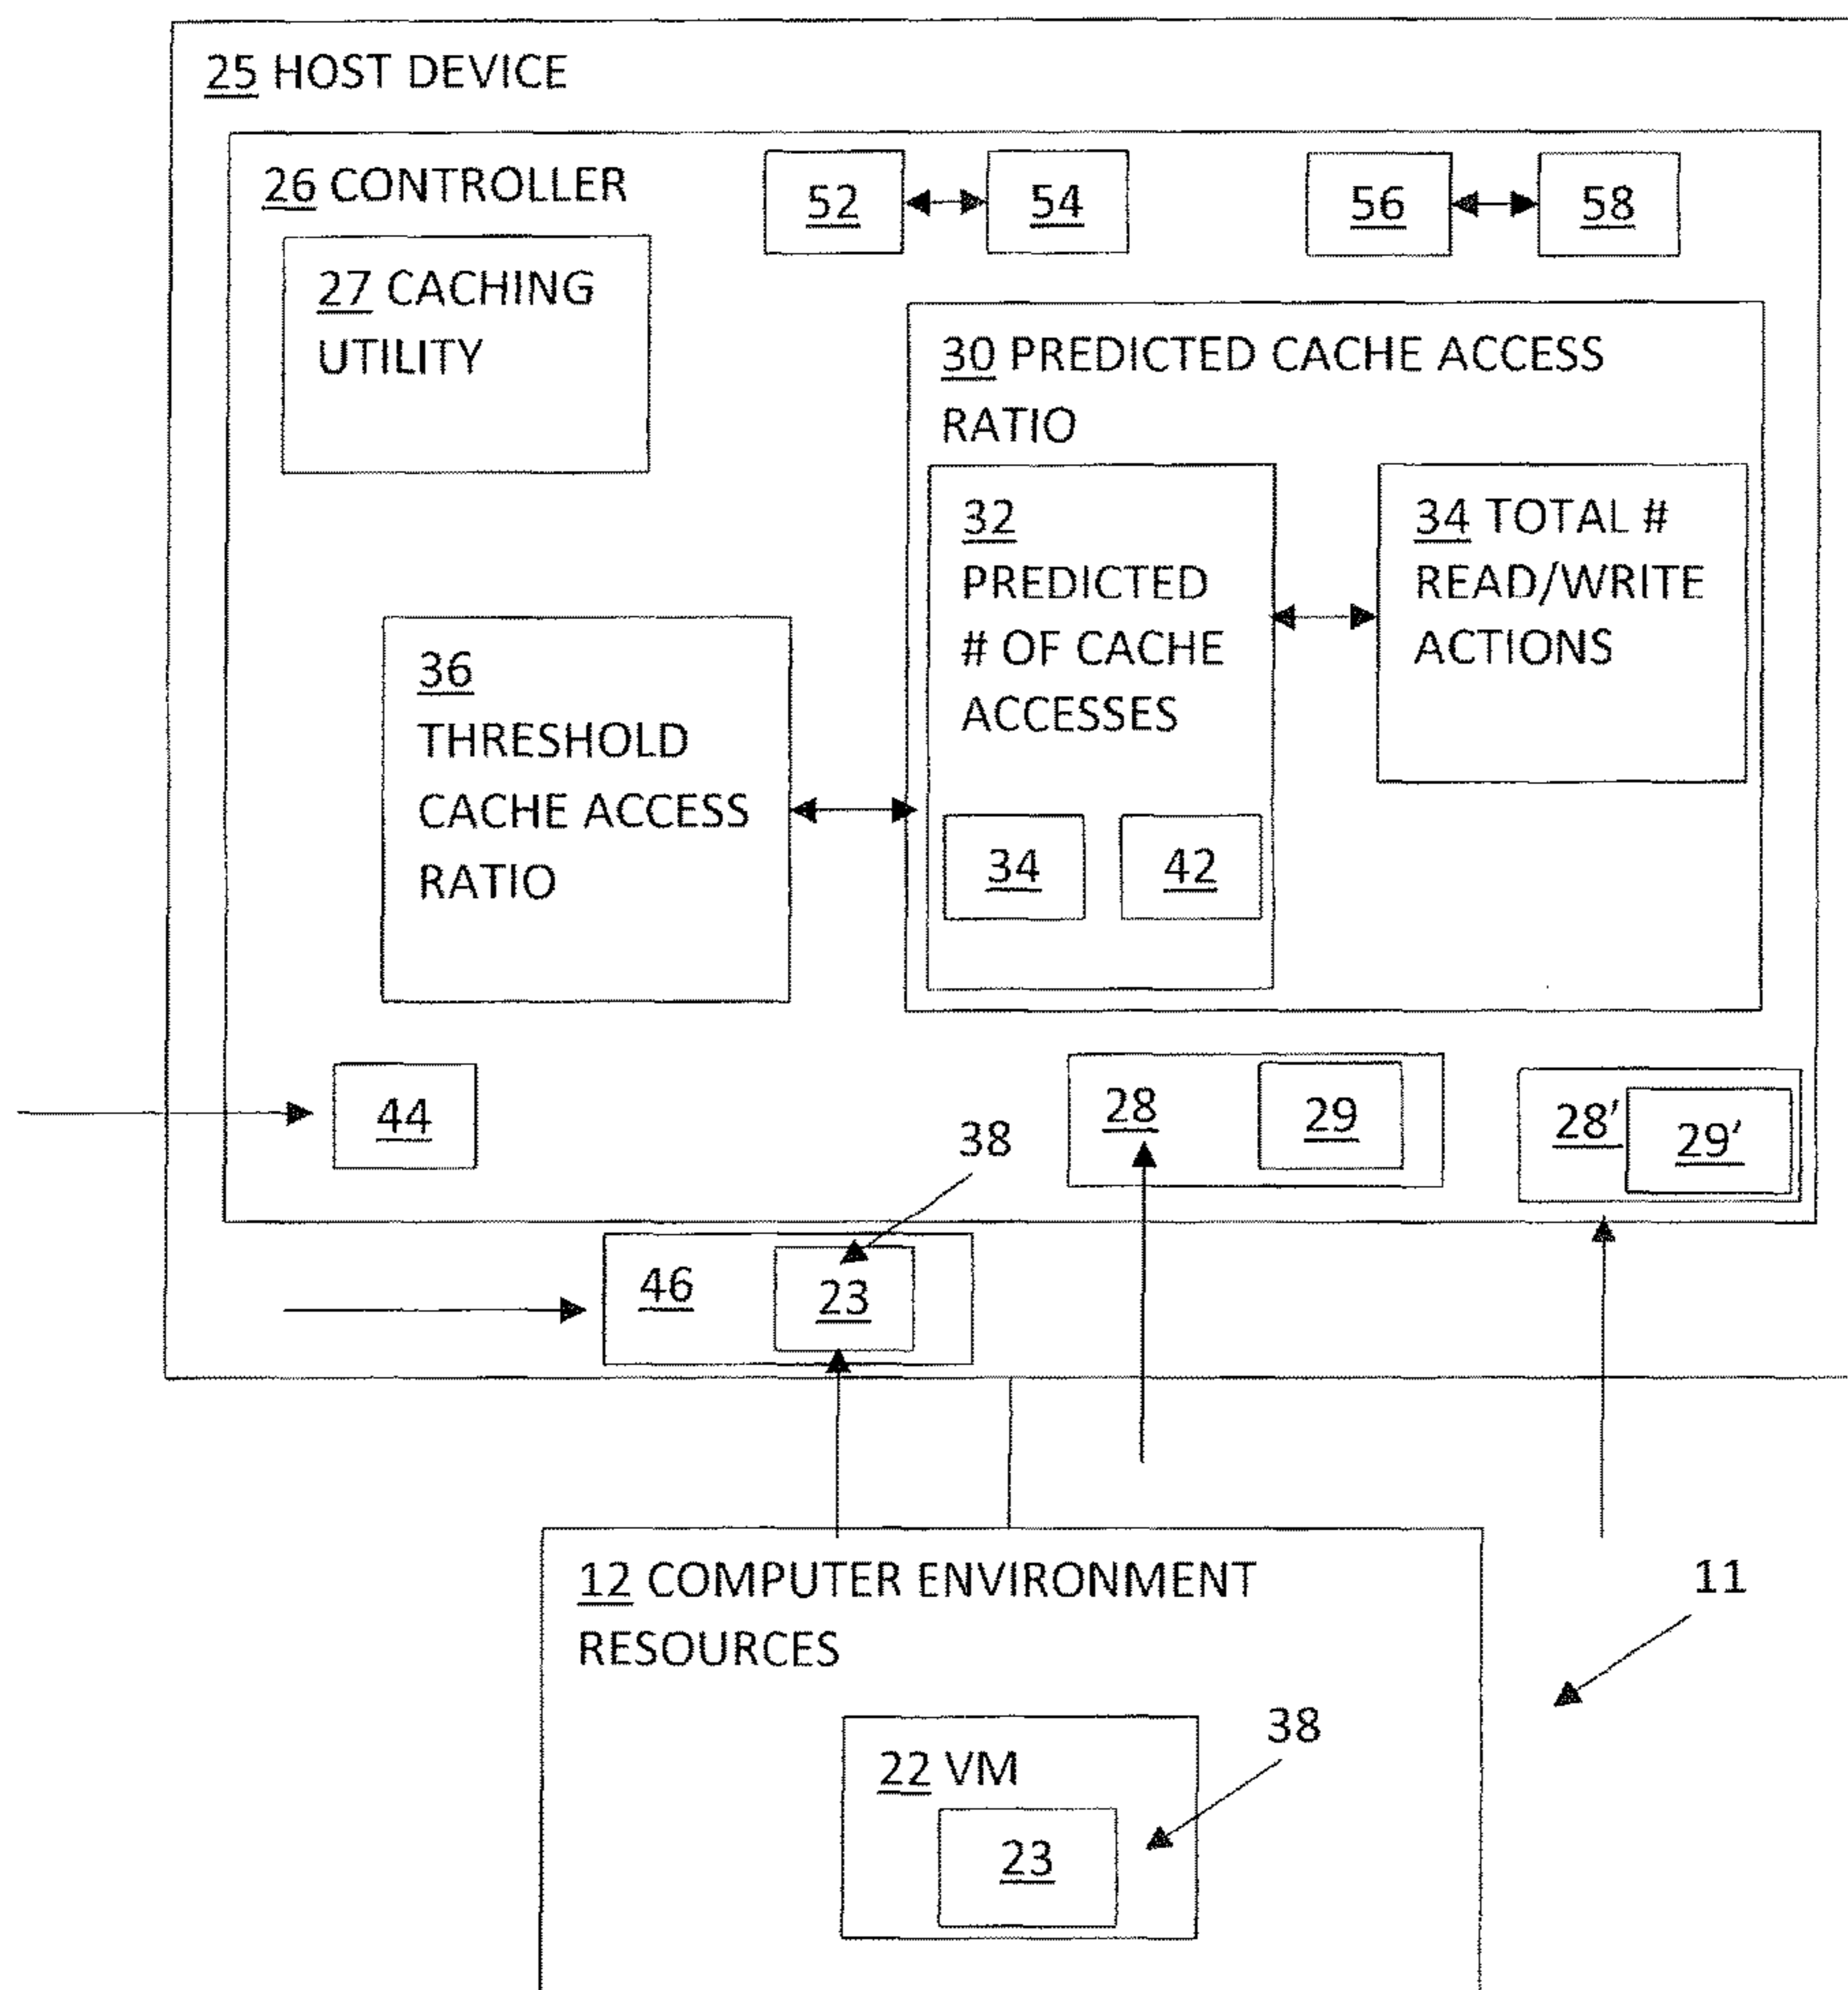 25 HOST DEVICE
26 CONTROLLER
52
54
56
58
27 CACHING
UTILITY
30 PREDICTED CACHE ACCESS
RATIO
32
PREDICTED
# OF CACHE
ACCESSES
34 TOTAL #
READ/WRITE
ACTIONS
36
THRESHOLD
CACHE ACCESS
RATIO
34
42
44
38
28
29
28'
29'
46
23
12 COMPUTER ENVIRONMENT
RESOURCES
11
38
22 VM
23